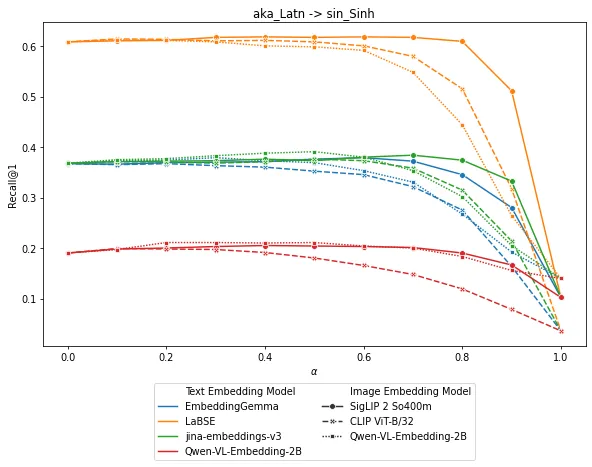 aka_Latn -> sin_Sinh
Recall@1
0.6
0.5
0.4
0.3
0.2
0.1
0.0 0.2 0.4 0.6 0.8 1.0
α
Text Embedding Model
EmbeddingGemma
LaBSE
jina-embeddings-v3
Qwen-VL-Embedding-2B
Image Embedding Model
SigLIP 2 So400m
CLIP ViT-B/32
Qwen-VL-Embedding-2B